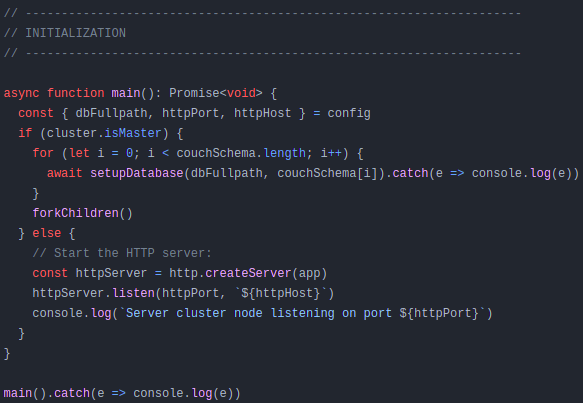 // ---------------------------------------------------------------------
// INITIALIZATION
// ---------------------------------------------------------------------

async function main(): Promise<void> {
  const { dbFullpath, httpPort, httpHost } = config
  if (cluster.isMaster) {
    for (let i = 0; i < couchSchema.length; i++) {
      await setupDatabase(dbFullpath, couchSchema[i]).catch(e => console.log(e))
    }
    forkChildren()
  } else {
    // Start the HTTP server:
    const httpServer = http.createServer(app)
    httpServer.listen(httpPort, `${httpHost}`)
    console.log(`Server cluster node listening on port ${httpPort}`)
  }
}

main().catch(e => console.log(e))